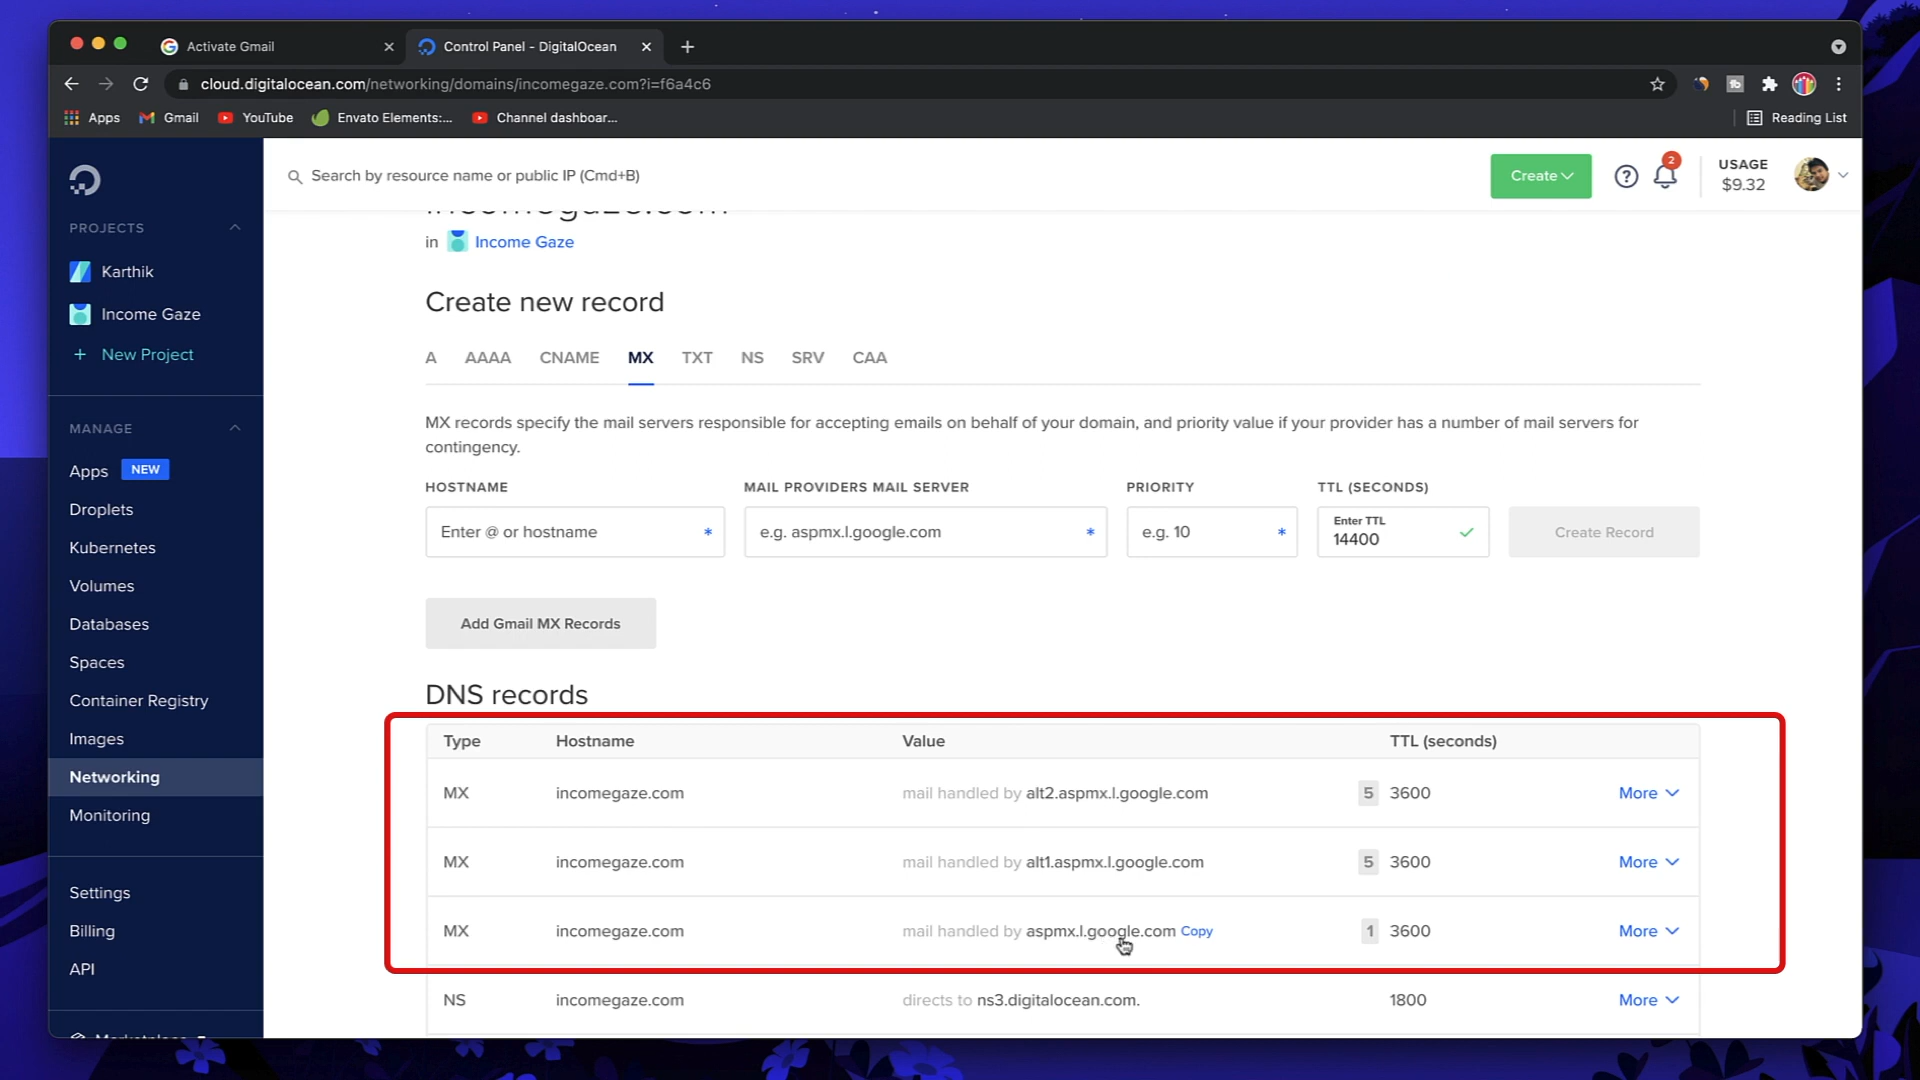 Activate Gmail
Control Panel - DigitalOcean
cloud.digitalocean.com/networking/domains/incomegaze.com?i=f6a4c6
Apps
Gmail
YouTube
Envato Elements:...
Channel dashboar...
Reading List
Search by resource name or public IP (Cmd+B)
Create
2
USAGE
$9.32
PROJECTS
Karthik
Income Gaze
+ New Project
MANAGE
Apps NEW
Droplets
Kubernetes
Volumes
Databases
Spaces
Container Registry
Images
Networking
Monitoring
Settings
Billing
API
incomegaze.com
in Income Gaze
Create new record
A AAAA CNAME MX TXT NS SRV CAA
MX records specify the mail servers responsible for accepting emails on behalf of your domain, and priority value if your provider has a number of mail servers for
contingency.
HOSTNAME MAIL PROVIDERS MAIL SERVER PRIORITY TTL (SECONDS)
Enter @ or hostname * e.g. aspmx.l.google.com * e.g. 10 * Enter TTL
14400
Create Record
Add Gmail MX Records
DNS records
Type Hostname Value TTL (seconds)
MX incomegaze.com mail handled by alt2.aspmx.l.google.com 5 3600 More
MX incomegaze.com mail handled by alt1.aspmx.l.google.com 5 3600 More
MX incomegaze.com mail handled by aspmx.l.google.com Copy 1 3600 More
NS incomegaze.com directs to ns3.digitalocean.com. 1800 More